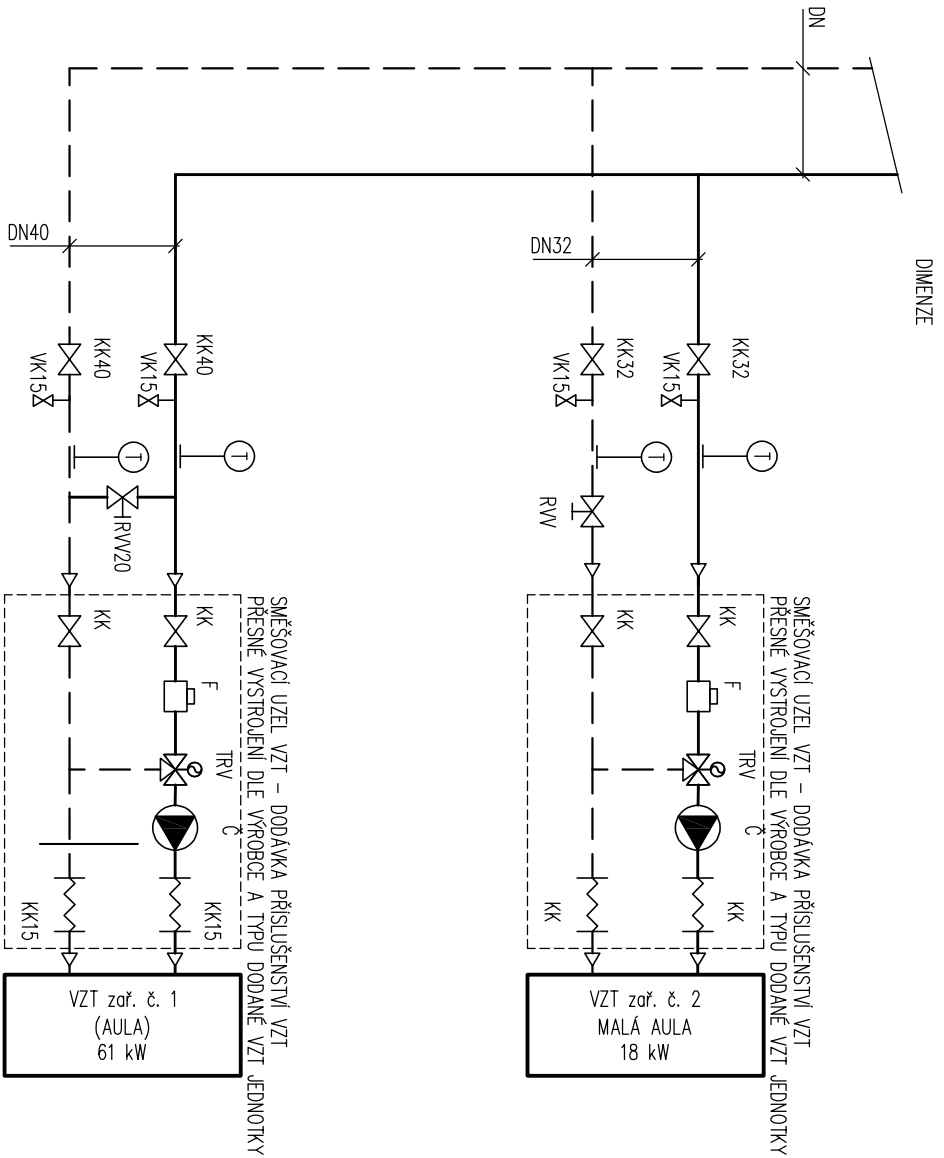 DN
DIMENZE
DN40
DN32
KK40
VK15
KK40
VK15
KK32
VK15
KK32
VK15
T
T
T
T
RVV20
RVV
SMĚŠOVACÍ UZEL VZT - DODÁVKA PŘÍSLUŠENSTVÍ VZT
PŘESNÉ VYSTROJENÍ DLE VÝROBCE A TYPU DODANÉ VZT JEDNOTKY
KK
KK
F
TRV
Č
KK15
KK15
SMĚŠOVACÍ UZEL VZT - DODÁVKA PŘÍSLUŠENSTVÍ VZT
PŘESNÉ VYSTROJENÍ DLE VÝROBCE A TYPU DODANÉ VZT JEDNOTKY
KK
KK
F
TRV
Č
KK
KK
VZT zař. č. 1
(AULA)
61 kW
VZT zař. č. 2
MALÁ AULA
18 kW